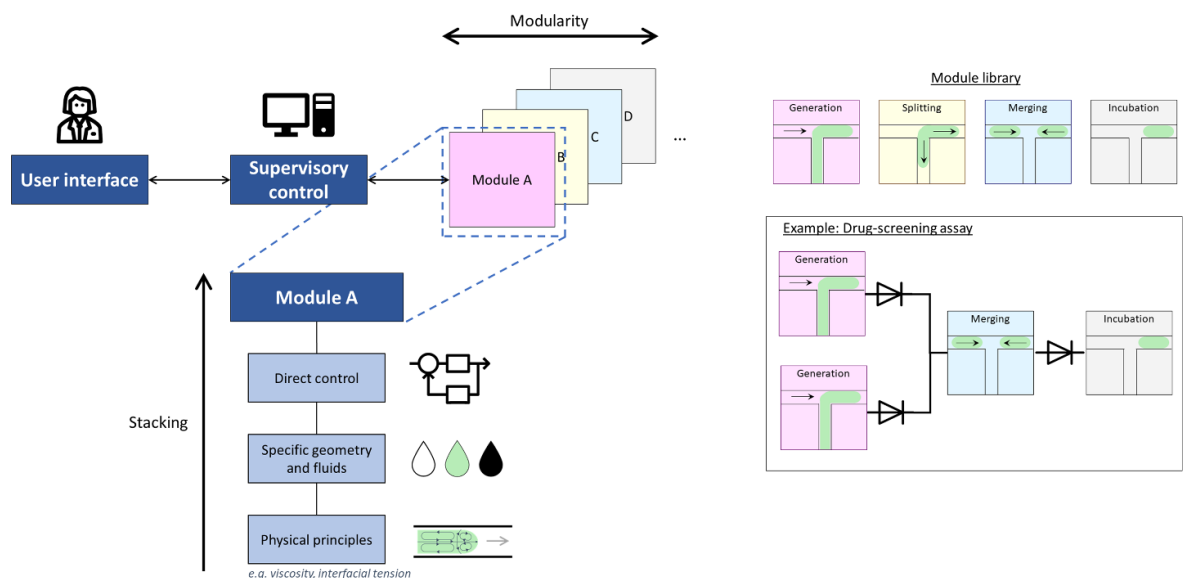 Modularity
User interface
Supervisory
control
Module A
B
C
D
...
Module A
Stacking
Direct control
Specific geometry
and fluids
Physical principles
e.g. viscosity, interfacial tension
Module library
Generation
Splitting
Merging
Incubation
Example: Drug-screening assay
Generation
Generation
Merging
Incubation